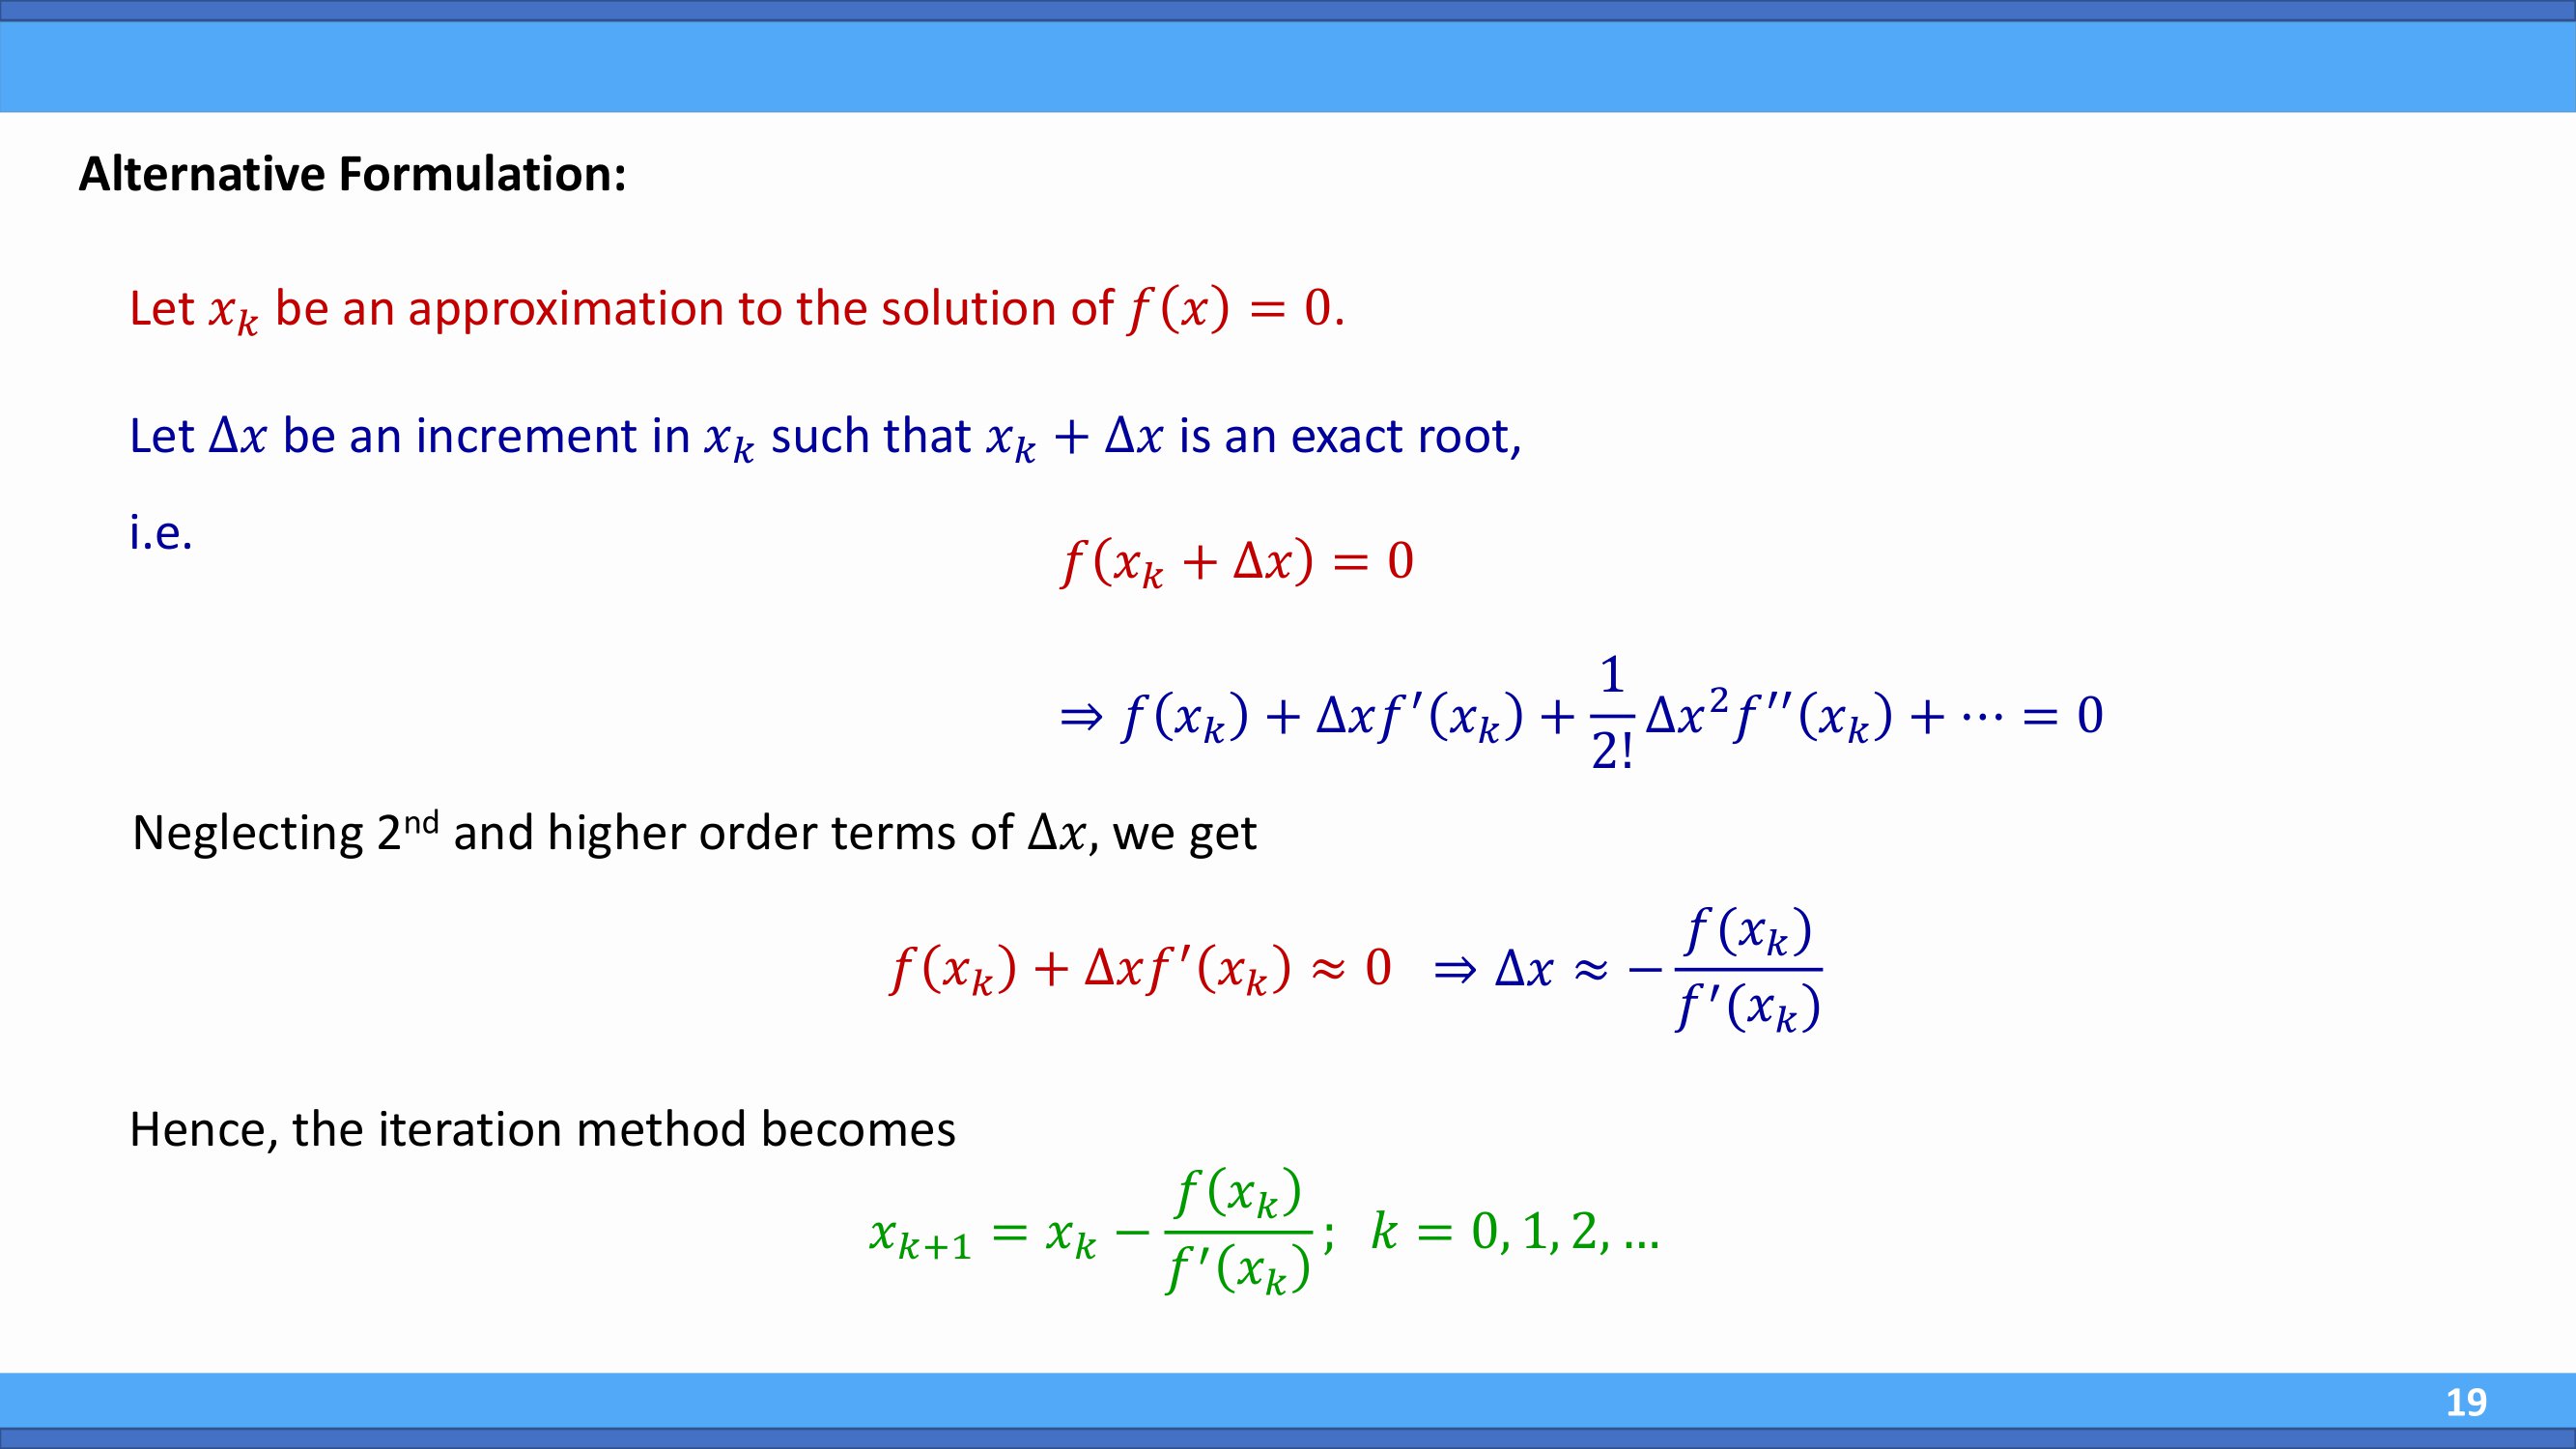 Alternative Formulation:
Let $x_k$ be an approximation to the solution of $f(x) = 0.$
Let $\Delta x$ be an increment in $x_k$ such that $x_k + \Delta x$ is an exact root,
i.e.
$f(x_k + \Delta x) = 0$
$\Rightarrow f(x_k) + \Delta x f'(x_k) + \frac{1}{2!} \Delta x^2 f''(x_k) + \cdots = 0$
Neglecting 2$^{nd}$ and higher order terms of $\Delta x$, we get
$f(x_k) + \Delta x f'(x_k) \approx 0 \Rightarrow \Delta x \approx -\frac{f(x_k)}{f'(x_k)}$
Hence, the iteration method becomes
$x_{k+1} = x_k - \frac{f(x_k)}{f'(x_k)}; \; k = 0, 1, 2, \ldots$
19